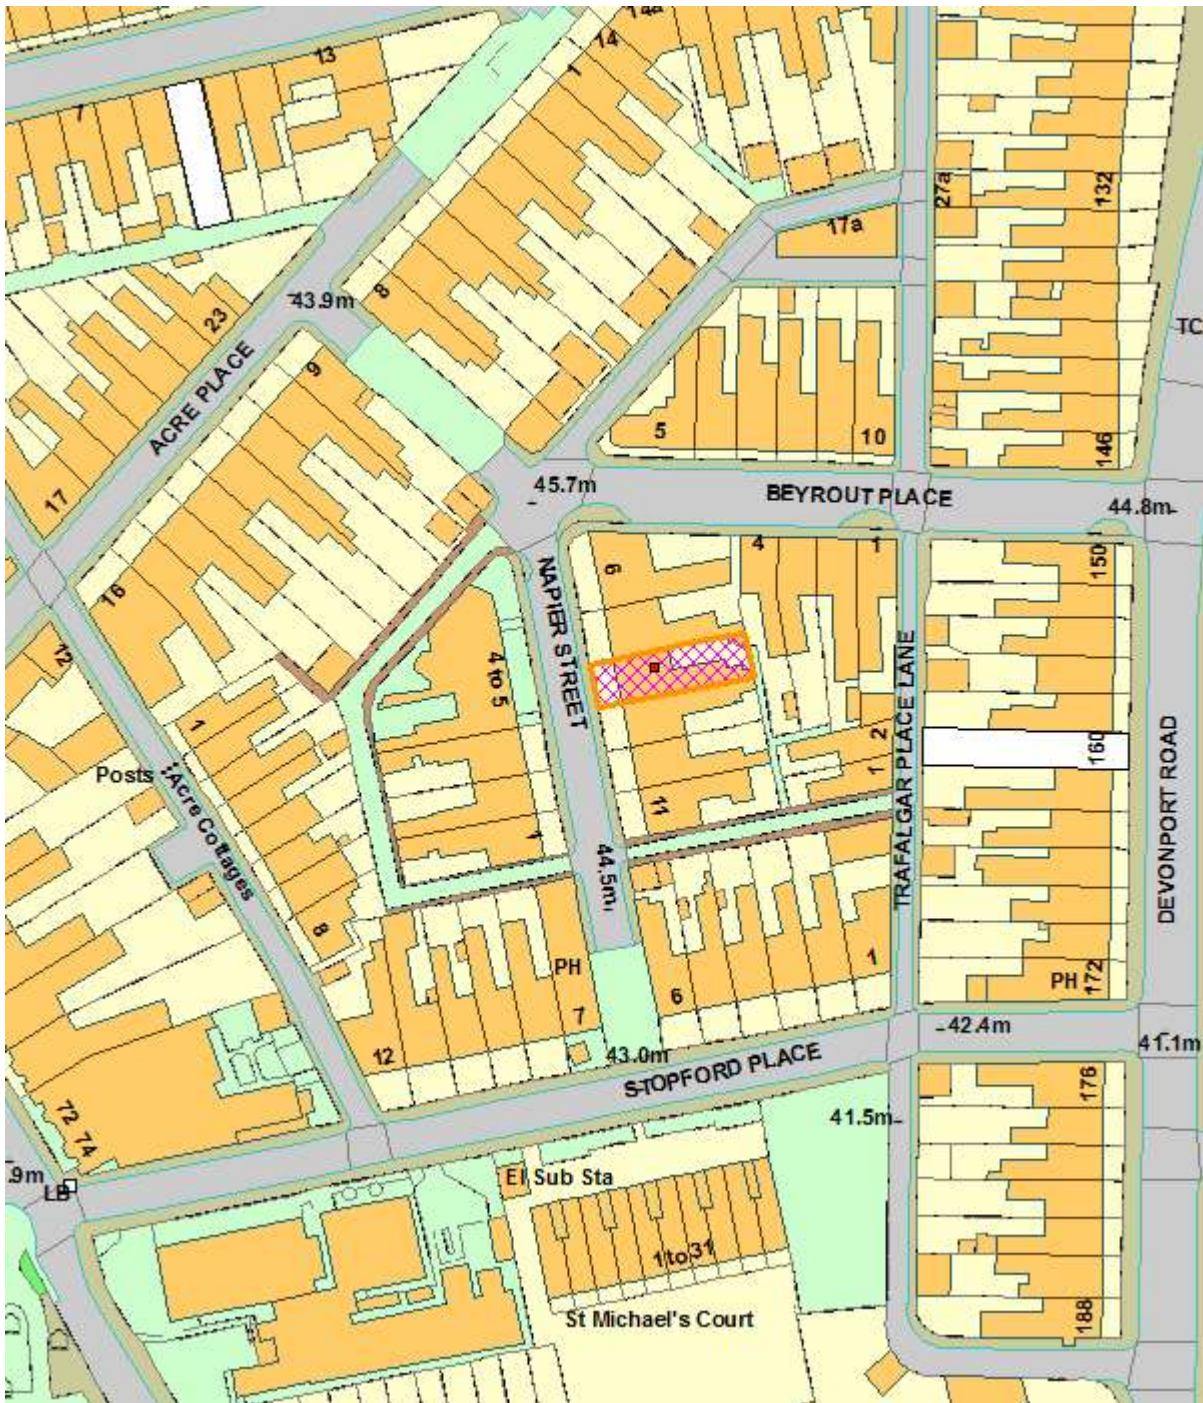 14a
14
13
1
7
27a
132
17a
8
43.9m
TC
23
9
ACRE PLACE
5
10
146
17
45.7m
BEYROUT PLACE
44.8m
6
4
1
150
16
NAPIER STREET
12
4 to 5
TRAFALGAR PLACE LANE
1
2
1
160
Posts
Acre Cottages
11
1
DEVONPORT ROAD
44.5m
8
PH
1
PH
172
7
6
12
43.0m
42.4m
41.1m
STOPFORD PLACE
176
72
74
41.5m
.9m
LB
El Sub Sta
1 to 31
St Michael's Court
188